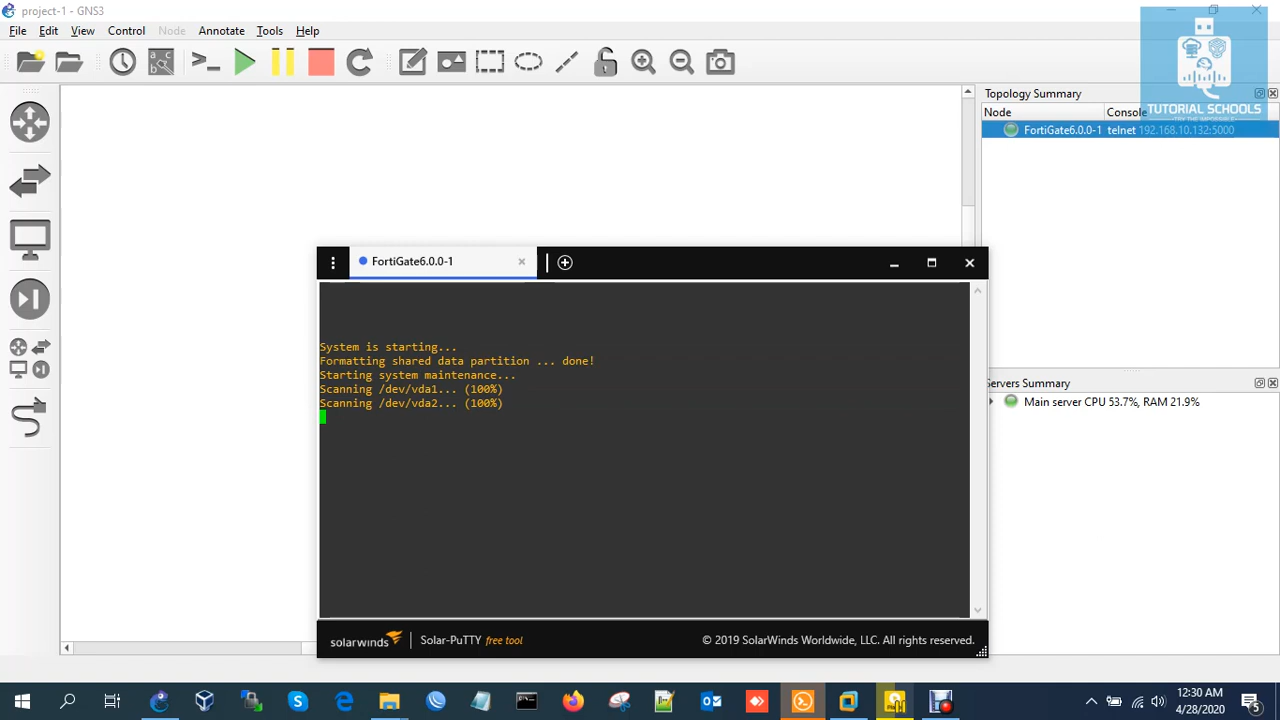 project-1 - GNS3
File Edit View Control Node Annotate Tools Help
TUTORIAL SCHOOLS
TRY THE IMPOSSIBLE
Topology Summary
Node Console
FortiGate6.0.0-1 telnet 192.168.10.132:5000
FortiGate6.0.0-1
System is starting...
Formatting shared data partition ... done!
Starting system maintenance...
Scanning /dev/vda1... (100%)
Scanning /dev/vda2... (100%)
Servers Summary
Main server CPU 53.7%, RAM 21.9%
solarwinds Solar-PuTTY free tool © 2019 SolarWinds Worldwide, LLC. All rights reserved.
12:30 AM
4/28/2020
5